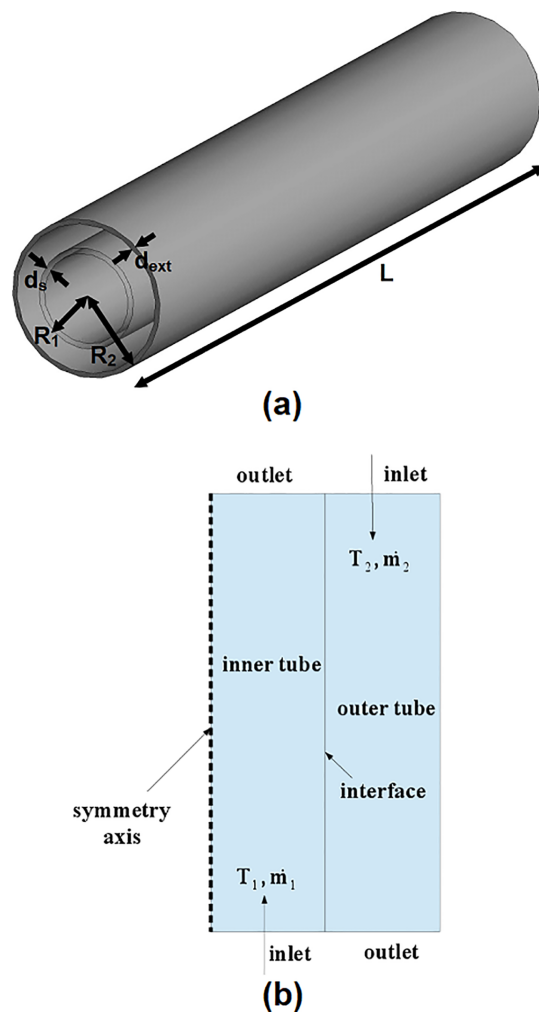 d_s
d_ext
R_1
R_2
L
(a)
outlet
inlet
T_2, ṁ_2
inner tube
outer tube
interface
symmetry
axis
T_1, ṁ_1
inlet
outlet
(b)